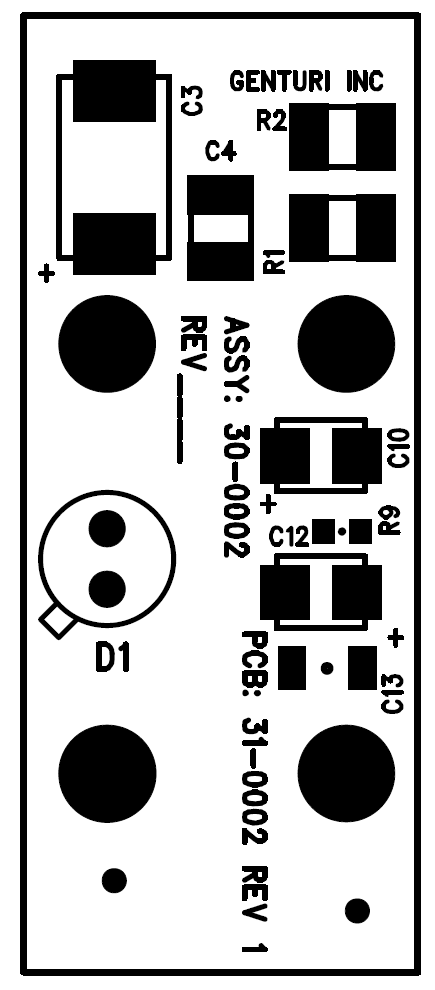 GENTURI INC
C3
R2
C4
R1
+
ASSY: 30-0002
REV____
C10
+
R9
C12
+
D1
C13
PCB: 31-0002 REV 1